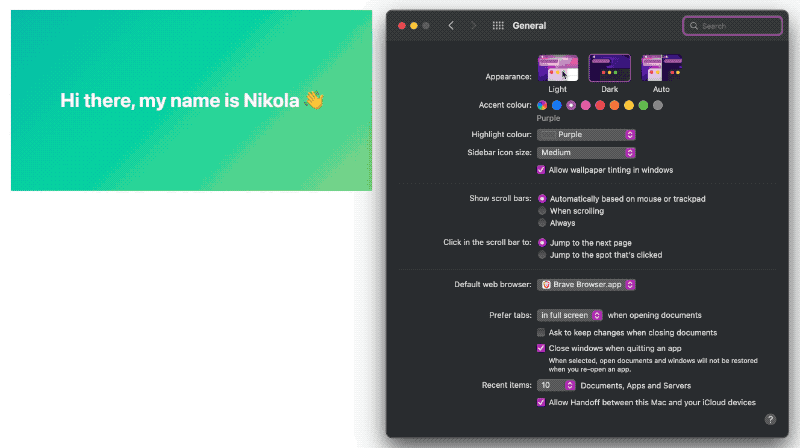 Hi there, my name is Nikola 👋
General
Search
Appearance:
Light
Dark
Auto
Accent colour:
Purple
Highlight colour:
Purple
Sidebar icon size:
Medium
Allow wallpaper tinting in windows
Show scroll bars:
Automatically based on mouse or trackpad
When scrolling
Always
Click in the scroll bar to:
Jump to the next page
Jump to the spot that's clicked
Default web browser:
Brave Browser.app
Prefer tabs:
in full screen
when opening documents
Ask to keep changes when closing documents
Close windows when quitting an app
When selected, open documents and windows will not be restored
when you re-open an app.
Recent items:
10
Documents, Apps and Servers
Allow Handoff between this Mac and your iCloud devices
?